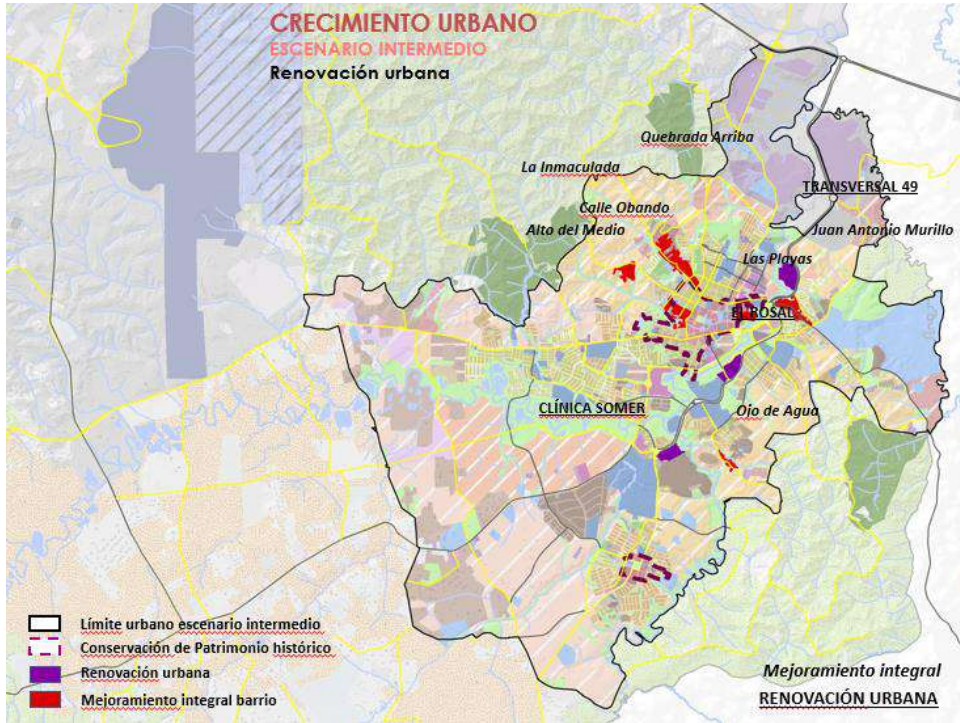 CRECIMIENTO URBANO
ESCENARIO INTERMEDIO
Renovación urbana
Quebrada Arriba
La Inmaculada
TRANSVERSAL 49
Calle Obando
Alto del Medio
Juan Antonio Murillo
Las Playas
EL ROSAL
CLÍNICA SOMER
Ojo de Agua
Límite urbano escenario intermedio
Conservación de Patrimonio histórico
Renovación urbana
Mejoramiento integral barrio
Mejoramiento integral
RENOVACIÓN URBANA